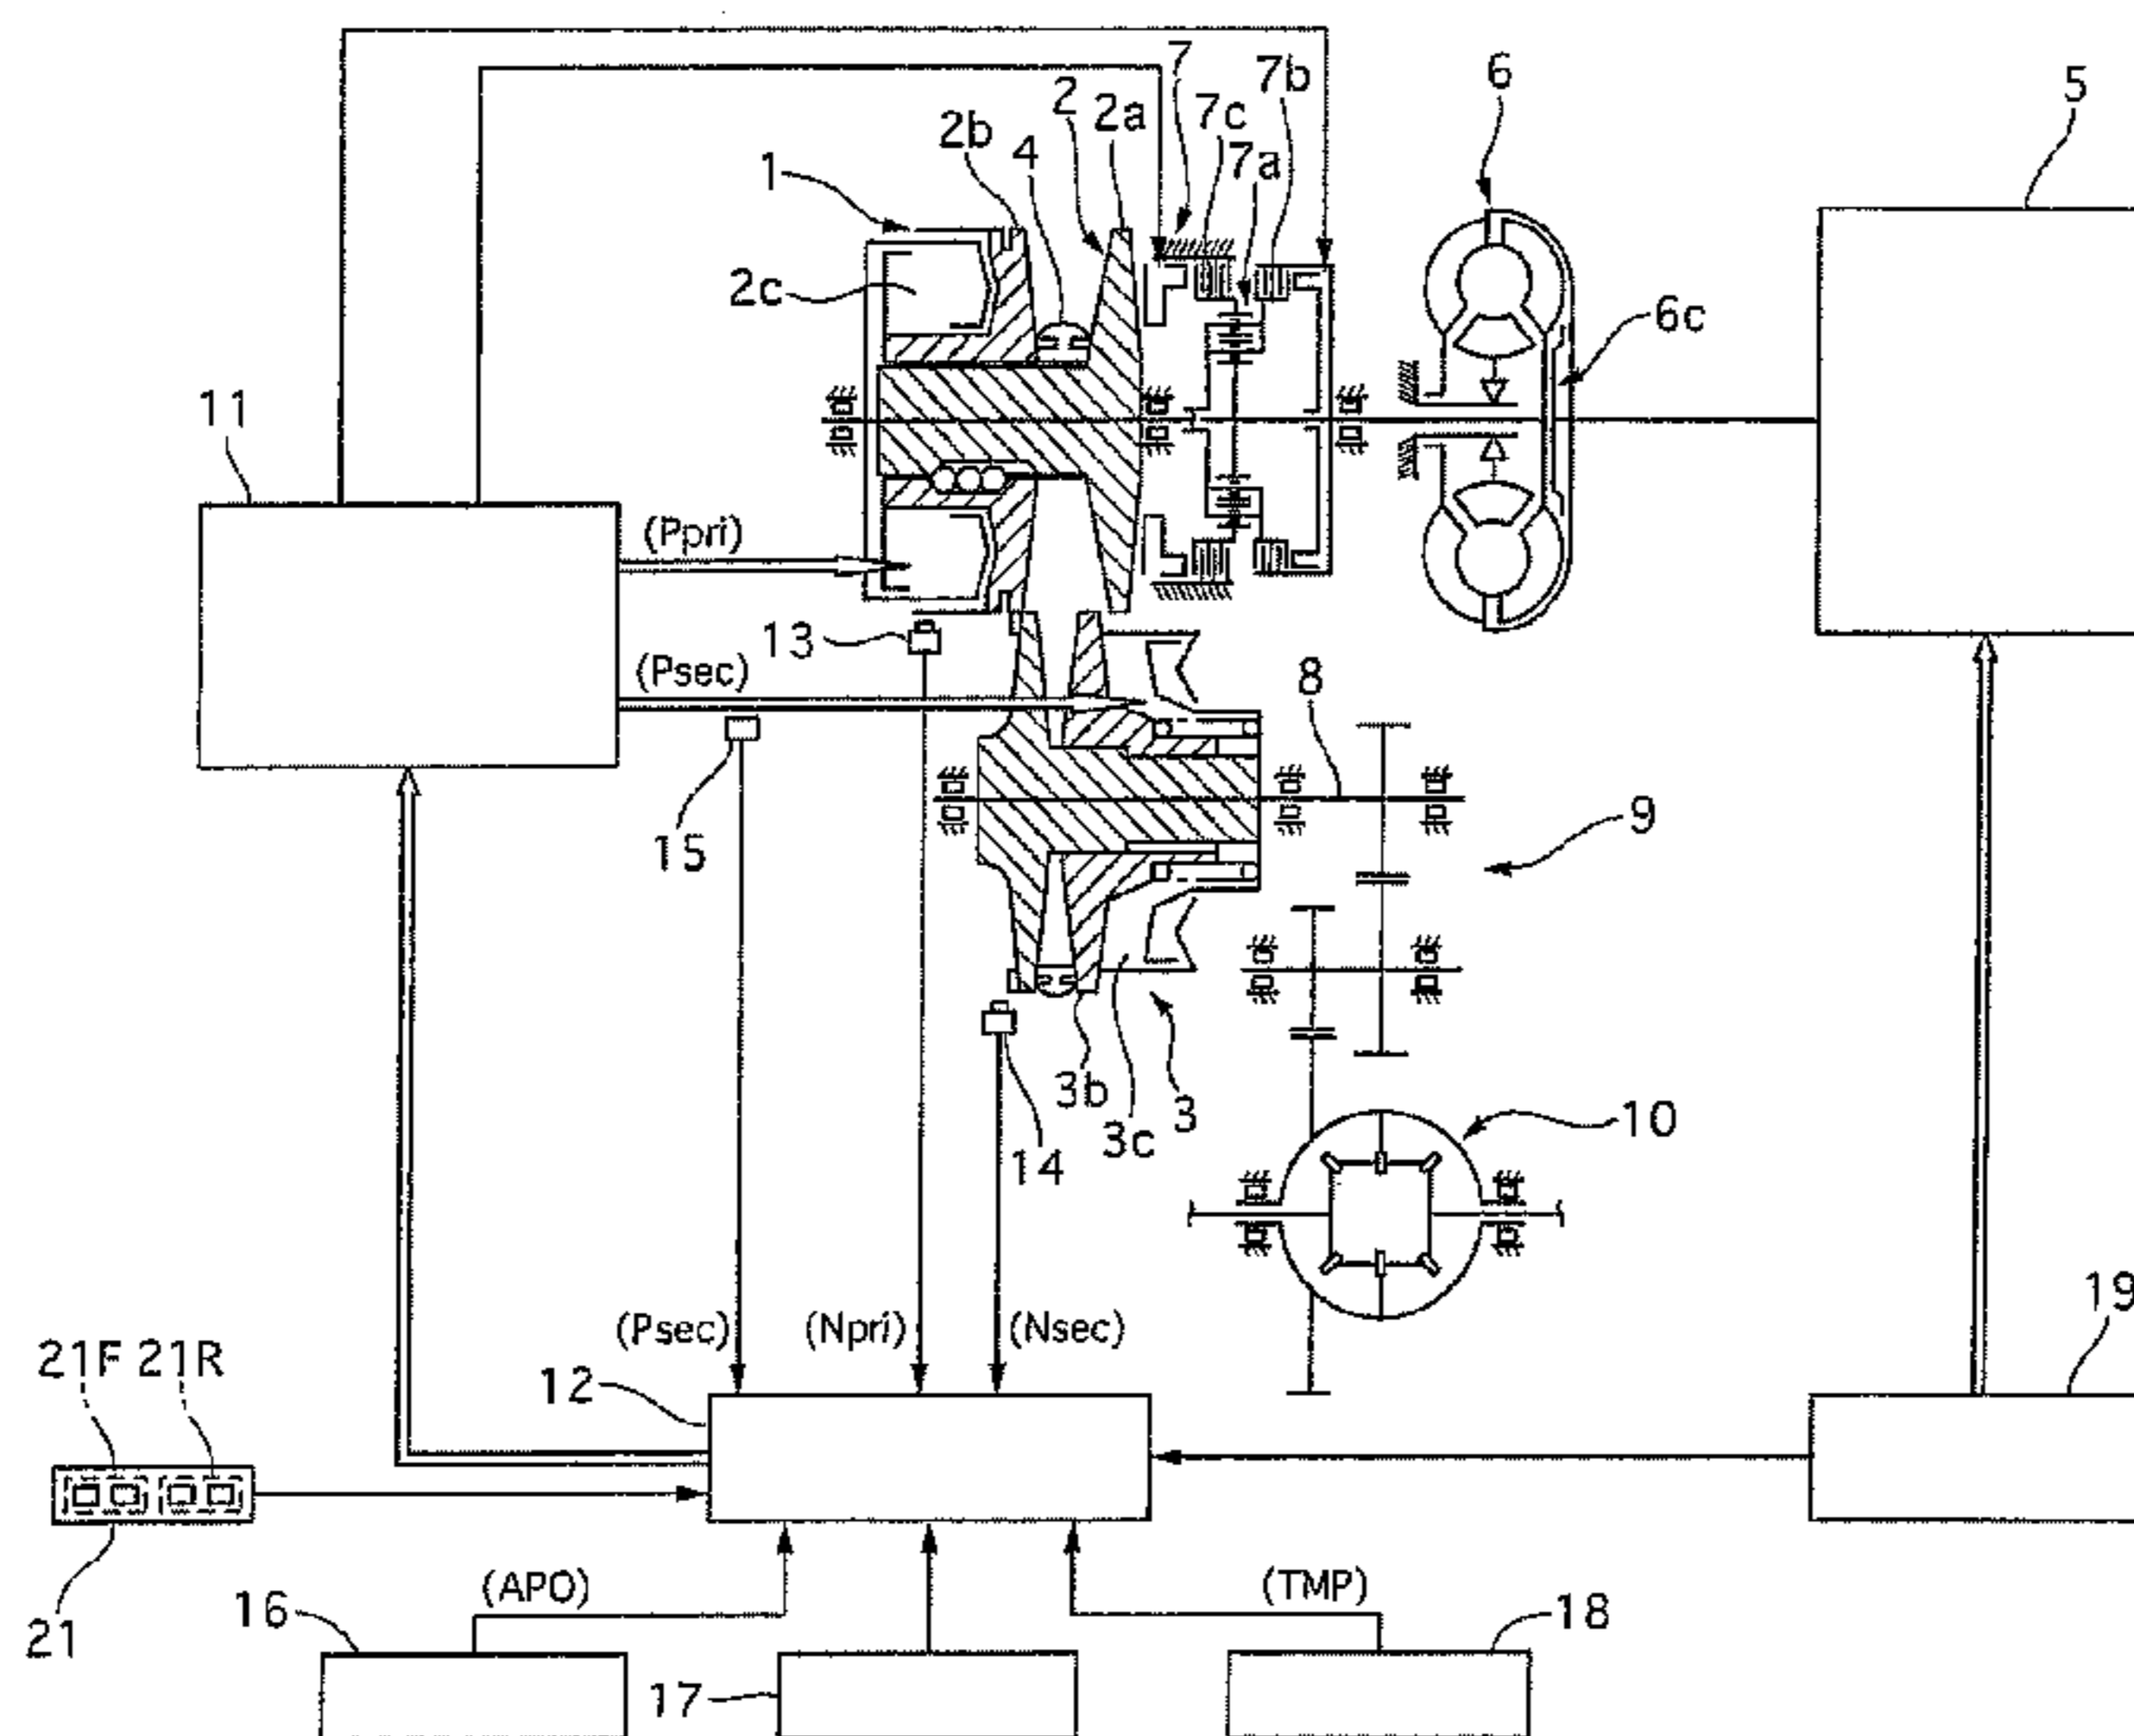 7
7b
6
5
2
2a
7c
2b
4
7a
1
2c
6c
11
(Ppri)
13
(Psec)
8
15
9
3b
3
3c
14
10
(Psec)
(Npri)
(Nsec)
19
21F
21R
12
(APO)
(TMP)
16
18
21
17